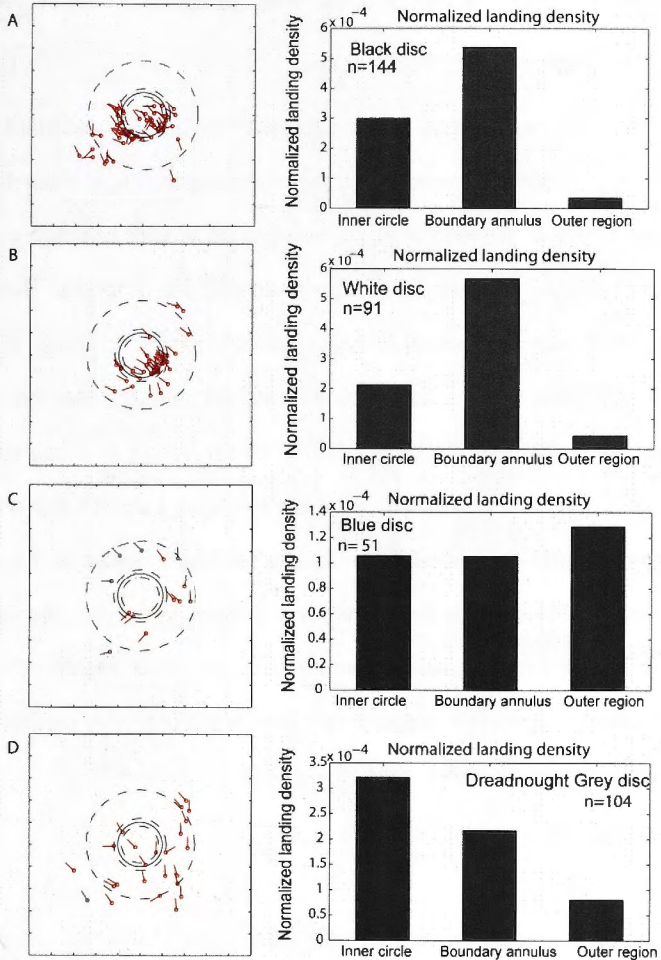 A
Normalized landing density
Normalized landing density
x 10⁻⁴
6
5
4
3
2
1
0
Black disc
n=144
Inner circle Boundary annulus Outer region
B
Normalized landing density
Normalized landing density
x 10⁻⁴
6
5
4
3
2
1
0
White disc
n=91
Inner circle Boundary annulus Outer region
C
Normalized landing density
Normalized landing density
x 10⁻⁴
1.4
1.2
1
0.8
0.6
0.4
0.2
0
Blue disc
n= 51
Inner circle Boundary annulus Outer region
D
Normalized landing density
Normalized landing density
x 10⁻⁴
3.5
3
2.5
2
1.5
1
0.5
0
Dreadnought Grey disc
n=104
Inner circle Boundary annulus Outer region